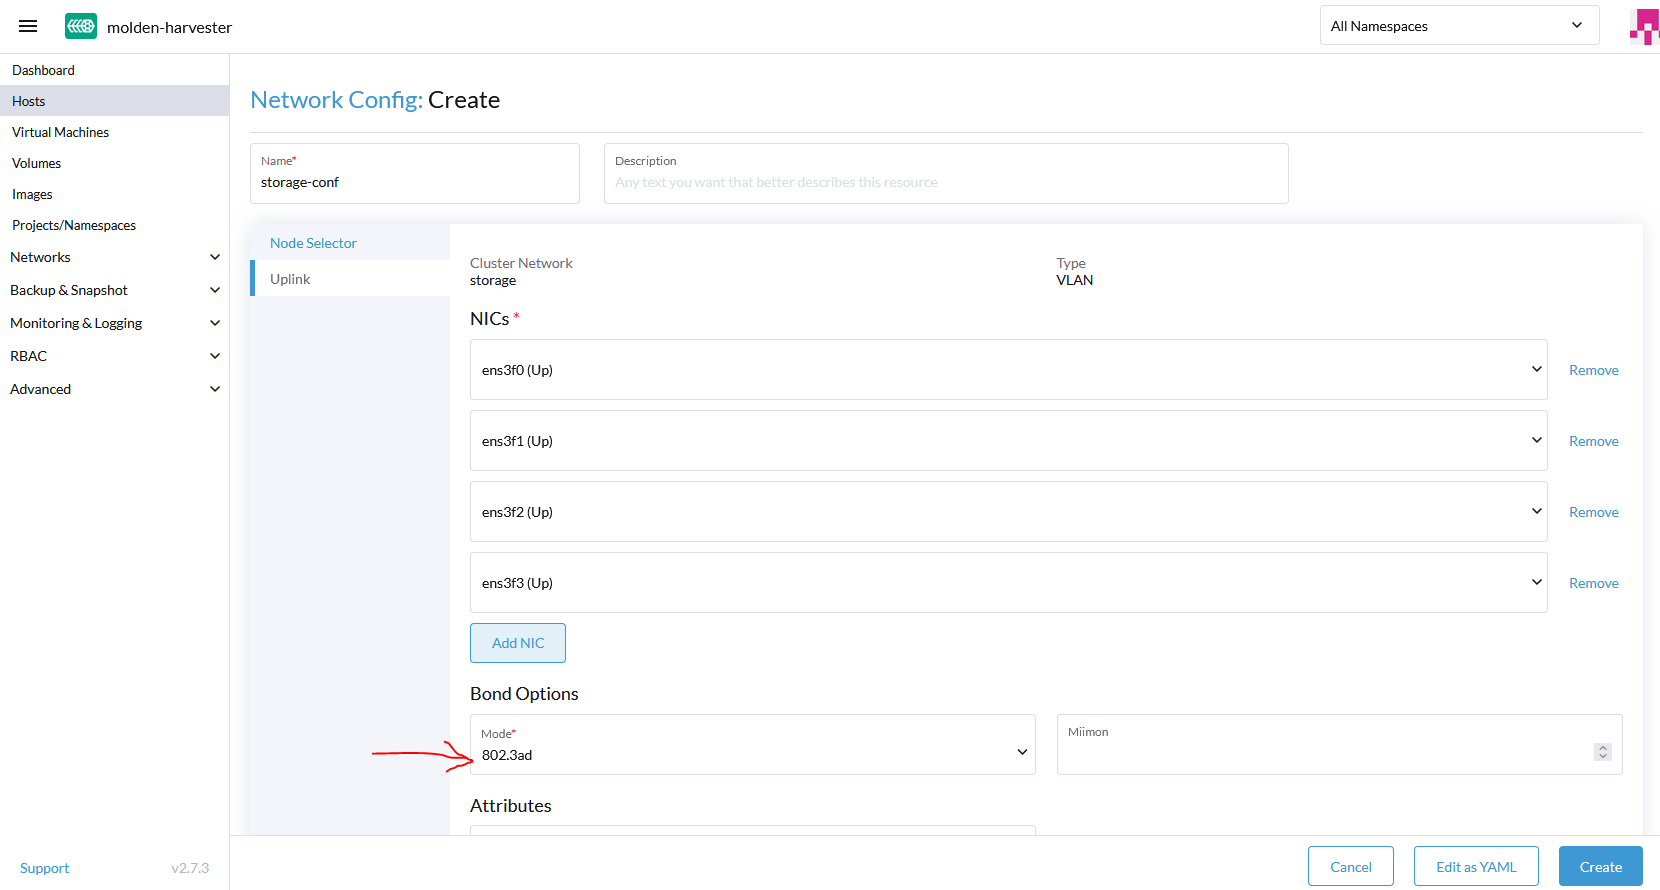 molden-harvester
All Namespaces
Dashboard
Hosts
Virtual Machines
Volumes
Images
Projects/Namespaces
Networks
Backup & Snapshot
Monitoring & Logging
RBAC
Advanced
Support
v2.7.3
Network Config: Create
Name*
storage-conf
Description
Any text you want that better describes this resource
Node Selector
Uplink
Cluster Network
storage
Type
VLAN
NICs *
ens3f0 (Up)
Remove
ens3f1 (Up)
Remove
ens3f2 (Up)
Remove
ens3f3 (Up)
Remove
Add NIC
Bond Options
Mode*
802.3ad
Miimon
Attributes
Cancel
Edit as YAML
Create